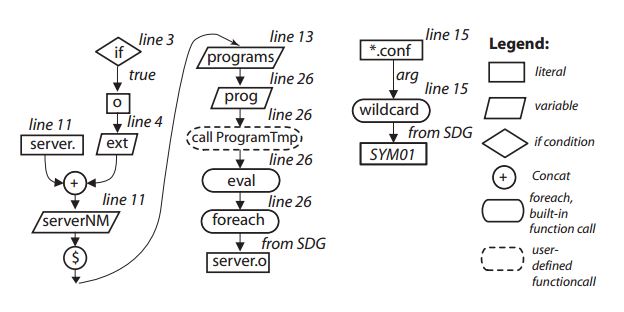 line 3
if
true
o
line 4
line 11
server.
ext
+
line 11
serverNM
$
line 13
programs
line 26
prog
line 26
call ProgramTmp
line 26
eval
line 26
foreach
from SDG
server.o
line 15
*.conf
arg
line 15
wildcard
from SDG
SYM01
Legend:
literal
variable
if condition
+
Concat
foreach,
built-in
function call
user-
defined
functioncall